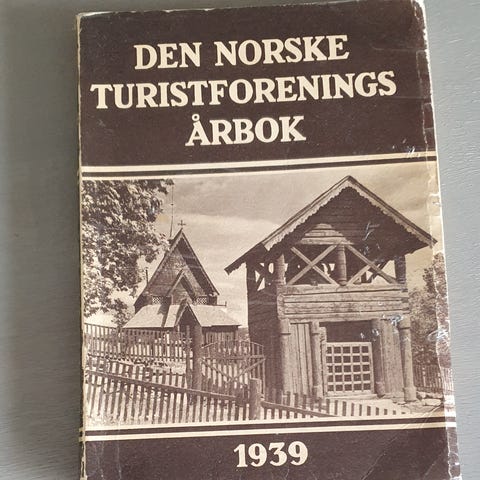 DEN NORSKE
TURISTFORENINGS
ÅRBOK
1939